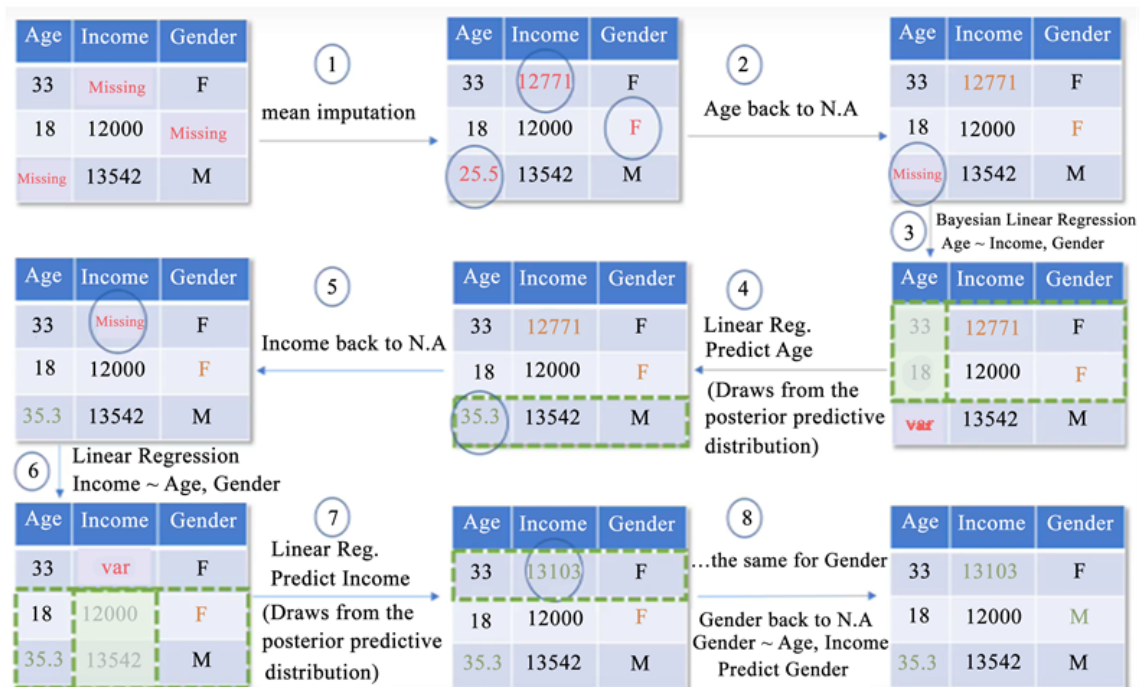 Age Income Gender
33 Missing F
18 12000 Missing
Missing 13542 M
1
mean imputation
Age Income Gender
33 12771 F
18 12000 F
25.5 13542 M
2
Age back to N.A
Age Income Gender
33 12771 F
18 12000 F
Missing 13542 M
3
Bayesian Linear Regression
Age ~ Income, Gender
Age Income Gender
33 12771 F
18 12000 F
var 13542 M
4
Linear Reg.
Predict Age
(Draws from the
posterior predictive
distribution)
Age Income Gender
33 12771 F
18 12000 F
35.3 13542 M
5
Income back to N.A
Age Income Gender
33 Missing F
18 12000 F
35.3 13542 M
6
Linear Regression
Income ~ Age, Gender
Age Income Gender
33 var F
18 12000 F
35.3 13542 M
7
Linear Reg.
Predict Income
(Draws from the
posterior predictive
distribution)
Age Income Gender
33 13103 F
18 12000 F
35.3 13542 M
8
...the same for Gender
Gender back to N.A
Gender ~ Age, Income
Predict Gender
Age Income Gender
33 13103 F
18 12000 M
35.3 13542 M